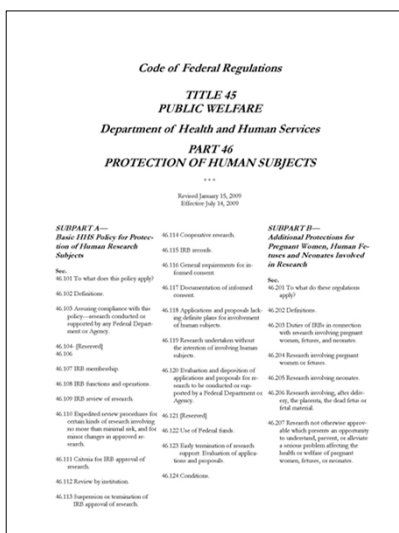 Code of Federal Regulations
TITLE 45
PUBLIC WELFARE
Department of Health and Human Services
PART 46
PROTECTION OF HUMAN SUBJECTS
* * *
Revised January 15, 2009
Effective July 14, 2009
SUBPART A—
Basic HHS Policy for Protec-
tion of Human Research
Subjects
Sec.
46.101 To what does this policy apply?
46.102 Definitions.
46.103 Assuring compliance with this
policy—research conducted or
supported by any Federal Depart-
ment or Agency.
46.104- [Reserved]
46.106
46.107 IRB membership.
46.108 IRB functions and operations.
46.109 IRB review of research.
46.110 Expedited review procedures for
certain kinds of research involving
no more than minimal risk, and for
minor changes in approved re-
search.
46.111 Criteria for IRB approval of
research.
46.112 Review by institution.
46.113 Suspension or termination of
IRB approval of research.
46.114 Cooperative research.
46.115 IRB records.
46.116 General requirements for in-
formed consent.
46.117 Documentation of informed
consent.
46.118 Applications and proposals lack-
ing definite plans for involvement
of human subjects.
46.119 Research undertaken without
the intention of involving human
subjects.
46.120 Evaluation and disposition of
applications and proposals for re-
search to be conducted or sup-
ported by a Federal Department or
Agency.
46.121 [Reserved]
46.122 Use of Federal funds.
46.123 Early termination of research
support: Evaluation of applica-
tions and proposals.
46.124 Conditions.
SUBPART B—
Additional Protections for
Pregnant Women, Human Fe-
tuses and Neonates Involved
in Research
Sec.
46.201 To what do these regulations
apply?
46.202 Definitions.
46.203 Duties of IRBs in connection
with research involving pregnant
women, fetuses, and neonates.
46.204 Research involving pregnant
women or fetuses.
46.205 Research involving neonates.
46.206 Research involving, after deliv-
ery, the placenta, the dead fetus or
fetal material.
46.207 Research not otherwise approv-
able which presents an opportunity
to understand, prevent, or alleviate
a serious problem affecting the
health or welfare of pregnant
women, fetuses, or neonates.